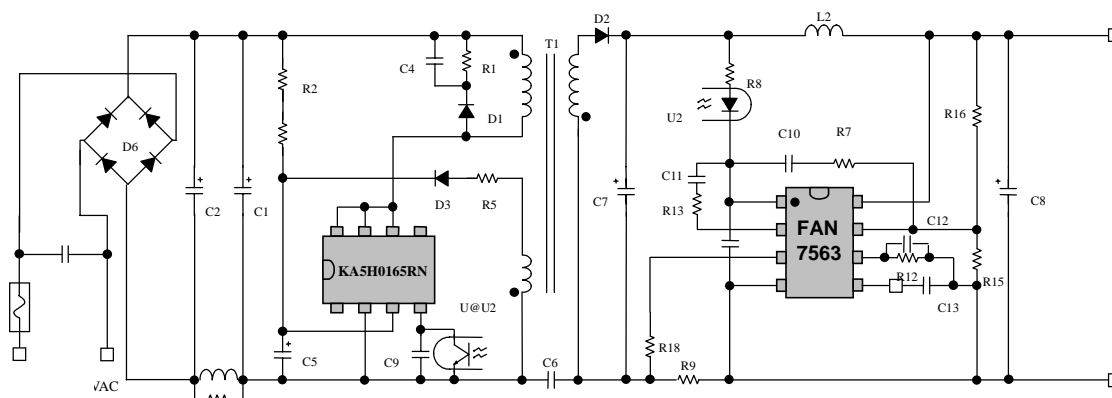 D2
L2
T1
C4
R1
R8
R2
U2
R16
D1
C10
R7
D6
C11
D3
R5
C2
C1
C7
R13
C12
C8
FAN
7563
KA5H0165RN
R12
R15
U@U2
C13
R18
C5
C9
C6
R9
VAC